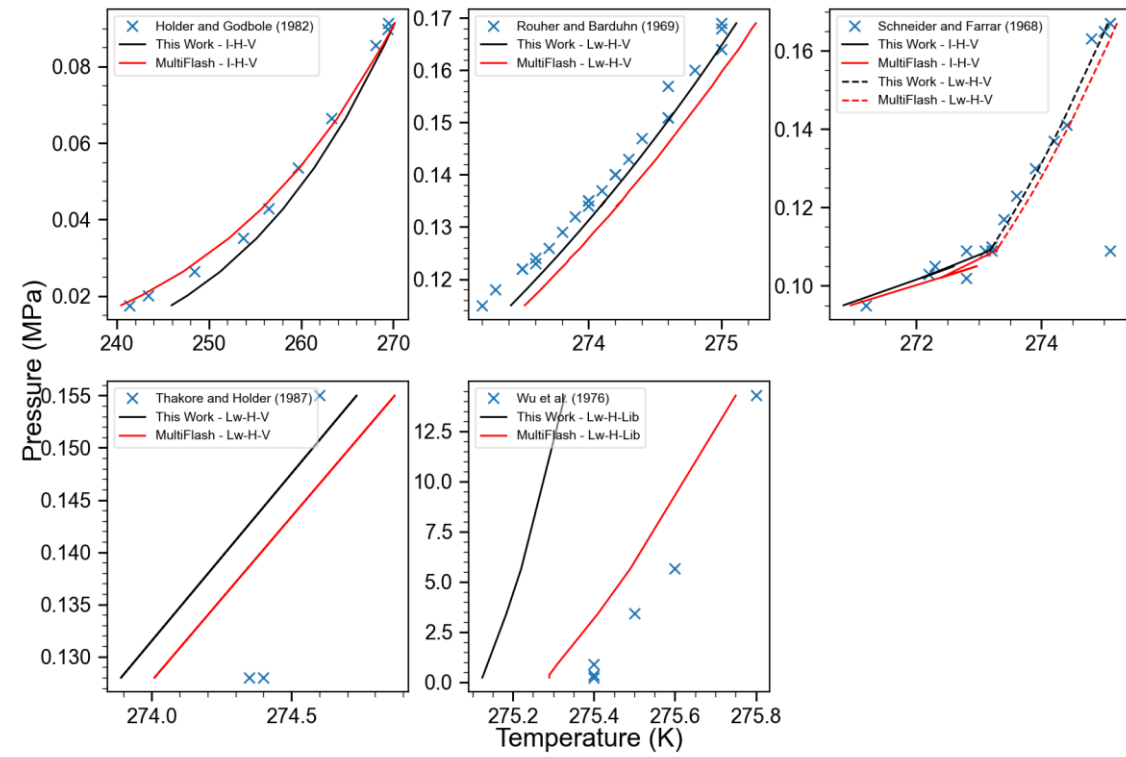 Pressure (MPa)
Holder and Godbole (1982)
This Work - I-H-V
MultiFlash - I-H-V
0.08
0.06
0.04
0.02
240 250 260 270
Rouher and Barduhn (1969)
This Work - Lw-H-V
MultiFlash - Lw-H-V
0.17
0.16
0.15
0.14
0.13
0.12
274 275
Schneider and Farrar (1968)
This Work - I-H-V
MultiFlash - I-H-V
This Work - Lw-H-V
MultiFlash - Lw-H-V
0.16
0.14
0.12
0.10
272 274
Thakore and Holder (1987)
This Work - Lw-H-V
MultiFlash - Lw-H-V
0.155
0.150
0.145
0.140
0.135
0.130
274.0 274.5
Wu et al. (1976)
This Work - Lw-H-Lib
MultiFlash - Lw-H-Lib
12.5
10.0
7.5
5.0
2.5
0.0
275.2 275.4 275.6 275.8
Temperature (K)